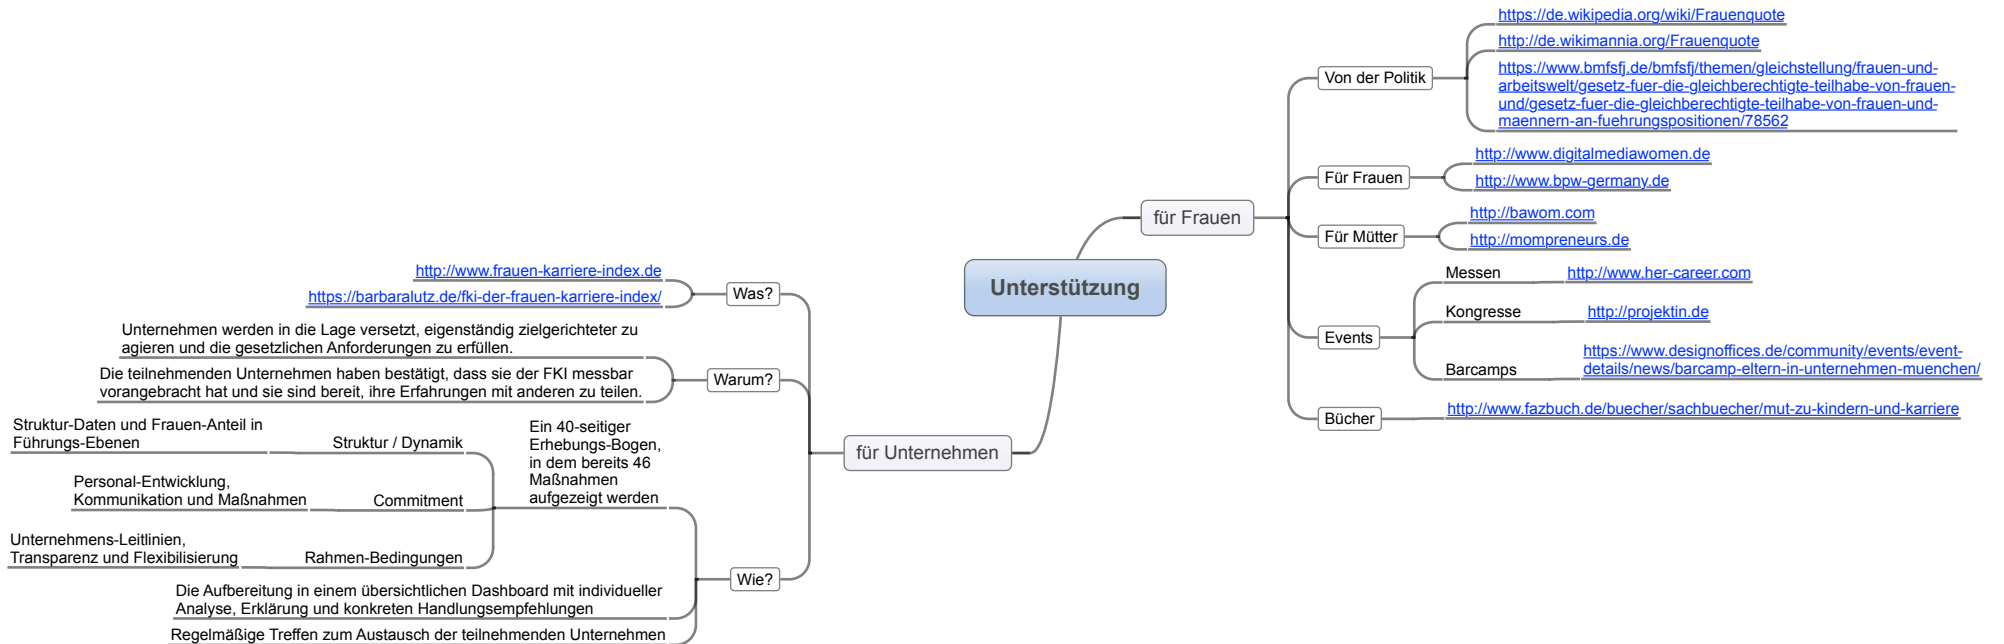 Unterstützung
für Frauen
Von der Politik
https://de.wikipedia.org/wiki/Frauenquote
http://de.wikimannia.org/Frauenquote
https://www.bmfsfj.de/bmfsfj/themen/gleichstellung/frauen-und-
arbeitswelt/gesetz-fuer-die-gleichberechtigte-teilhabe-von-frauen-
und/gesetz-fuer-die-gleichberechtigte-teilhabe-von-frauen-und-
maennern-an-fuehrungspositionen/78562
Für Frauen
http://www.digitalmediawomen.de
http://www.bpw-germany.de
Für Mütter
http://bawom.com
http://mompreneurs.de
Events
Messen
http://www.her-career.com
Kongresse
http://projektin.de
Barcamps
https://www.designoffices.de/community/events/event-
details/news/barcamp-eltern-in-unternehmen-muenchen/
Bücher
http://www.fazbuch.de/buecher/sachbuecher/mut-zu-kindern-und-karriere
für Unternehmen
Was?
http://www.frauen-karriere-index.de
https://barbaralutz.de/fki-der-frauen-karriere-index/
Warum?
Unternehmen werden in die Lage versetzt, eigenständig zielgerichteter zu
agieren und die gesetzlichen Anforderungen zu erfüllen.
Die teilnehmenden Unternehmen haben bestätigt, dass sie der FKI messbar
vorangebracht hat und sie sind bereit, ihre Erfahrungen mit anderen zu teilen.
Wie?
Ein 40-seitiger
Erhebungs-Bogen,
in dem bereits 46
Maßnahmen
aufgezeigt werden
Struktur / Dynamik
Struktur-Daten und Frauen-Anteil in
Führungs-Ebenen
Commitment
Personal-Entwicklung,
Kommunikation und Maßnahmen
Rahmen-Bedingungen
Unternehmens-Leitlinien,
Transparenz und Flexibilisierung
Die Aufbereitung in einem übersichtlichen Dashboard mit individueller
Analyse, Erklärung und konkreten Handlungsempfehlungen
Regelmäßige Treffen zum Austausch der teilnehmenden Unternehmen